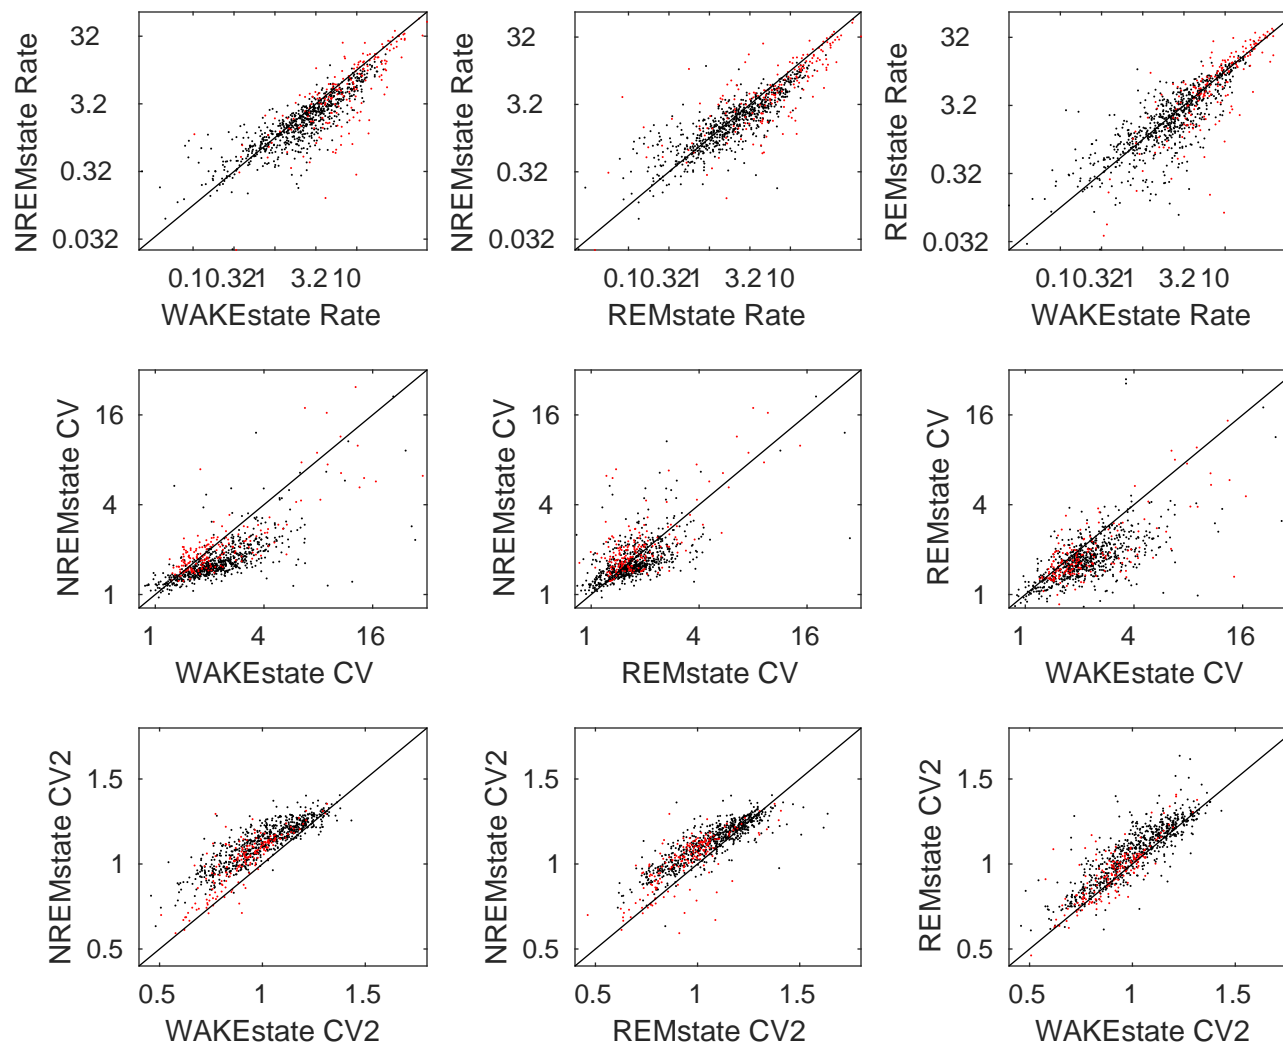 NREMstate Rate
32
3.2
0.32
0.032
0.10.321 3.210
WAKEstate Rate
NREMstate Rate
32
3.2
0.32
0.032
0.10.321 3.210
REMstate Rate
REMstate Rate
32
3.2
0.32
0.032
0.10.321 3.210
WAKEstate Rate
NREMstate CV
16
4
1
1 4 16
WAKEstate CV
NREMstate CV
16
4
1
1 4 16
REMstate CV
REMstate CV
16
4
1
1 4 16
WAKEstate CV
NREMstate CV2
1.5
1
0.5
0.5 1 1.5
WAKEstate CV2
NREMstate CV2
1.5
1
0.5
0.5 1 1.5
REMstate CV2
REMstate CV2
1.5
1
0.5
0.5 1 1.5
WAKEstate CV2